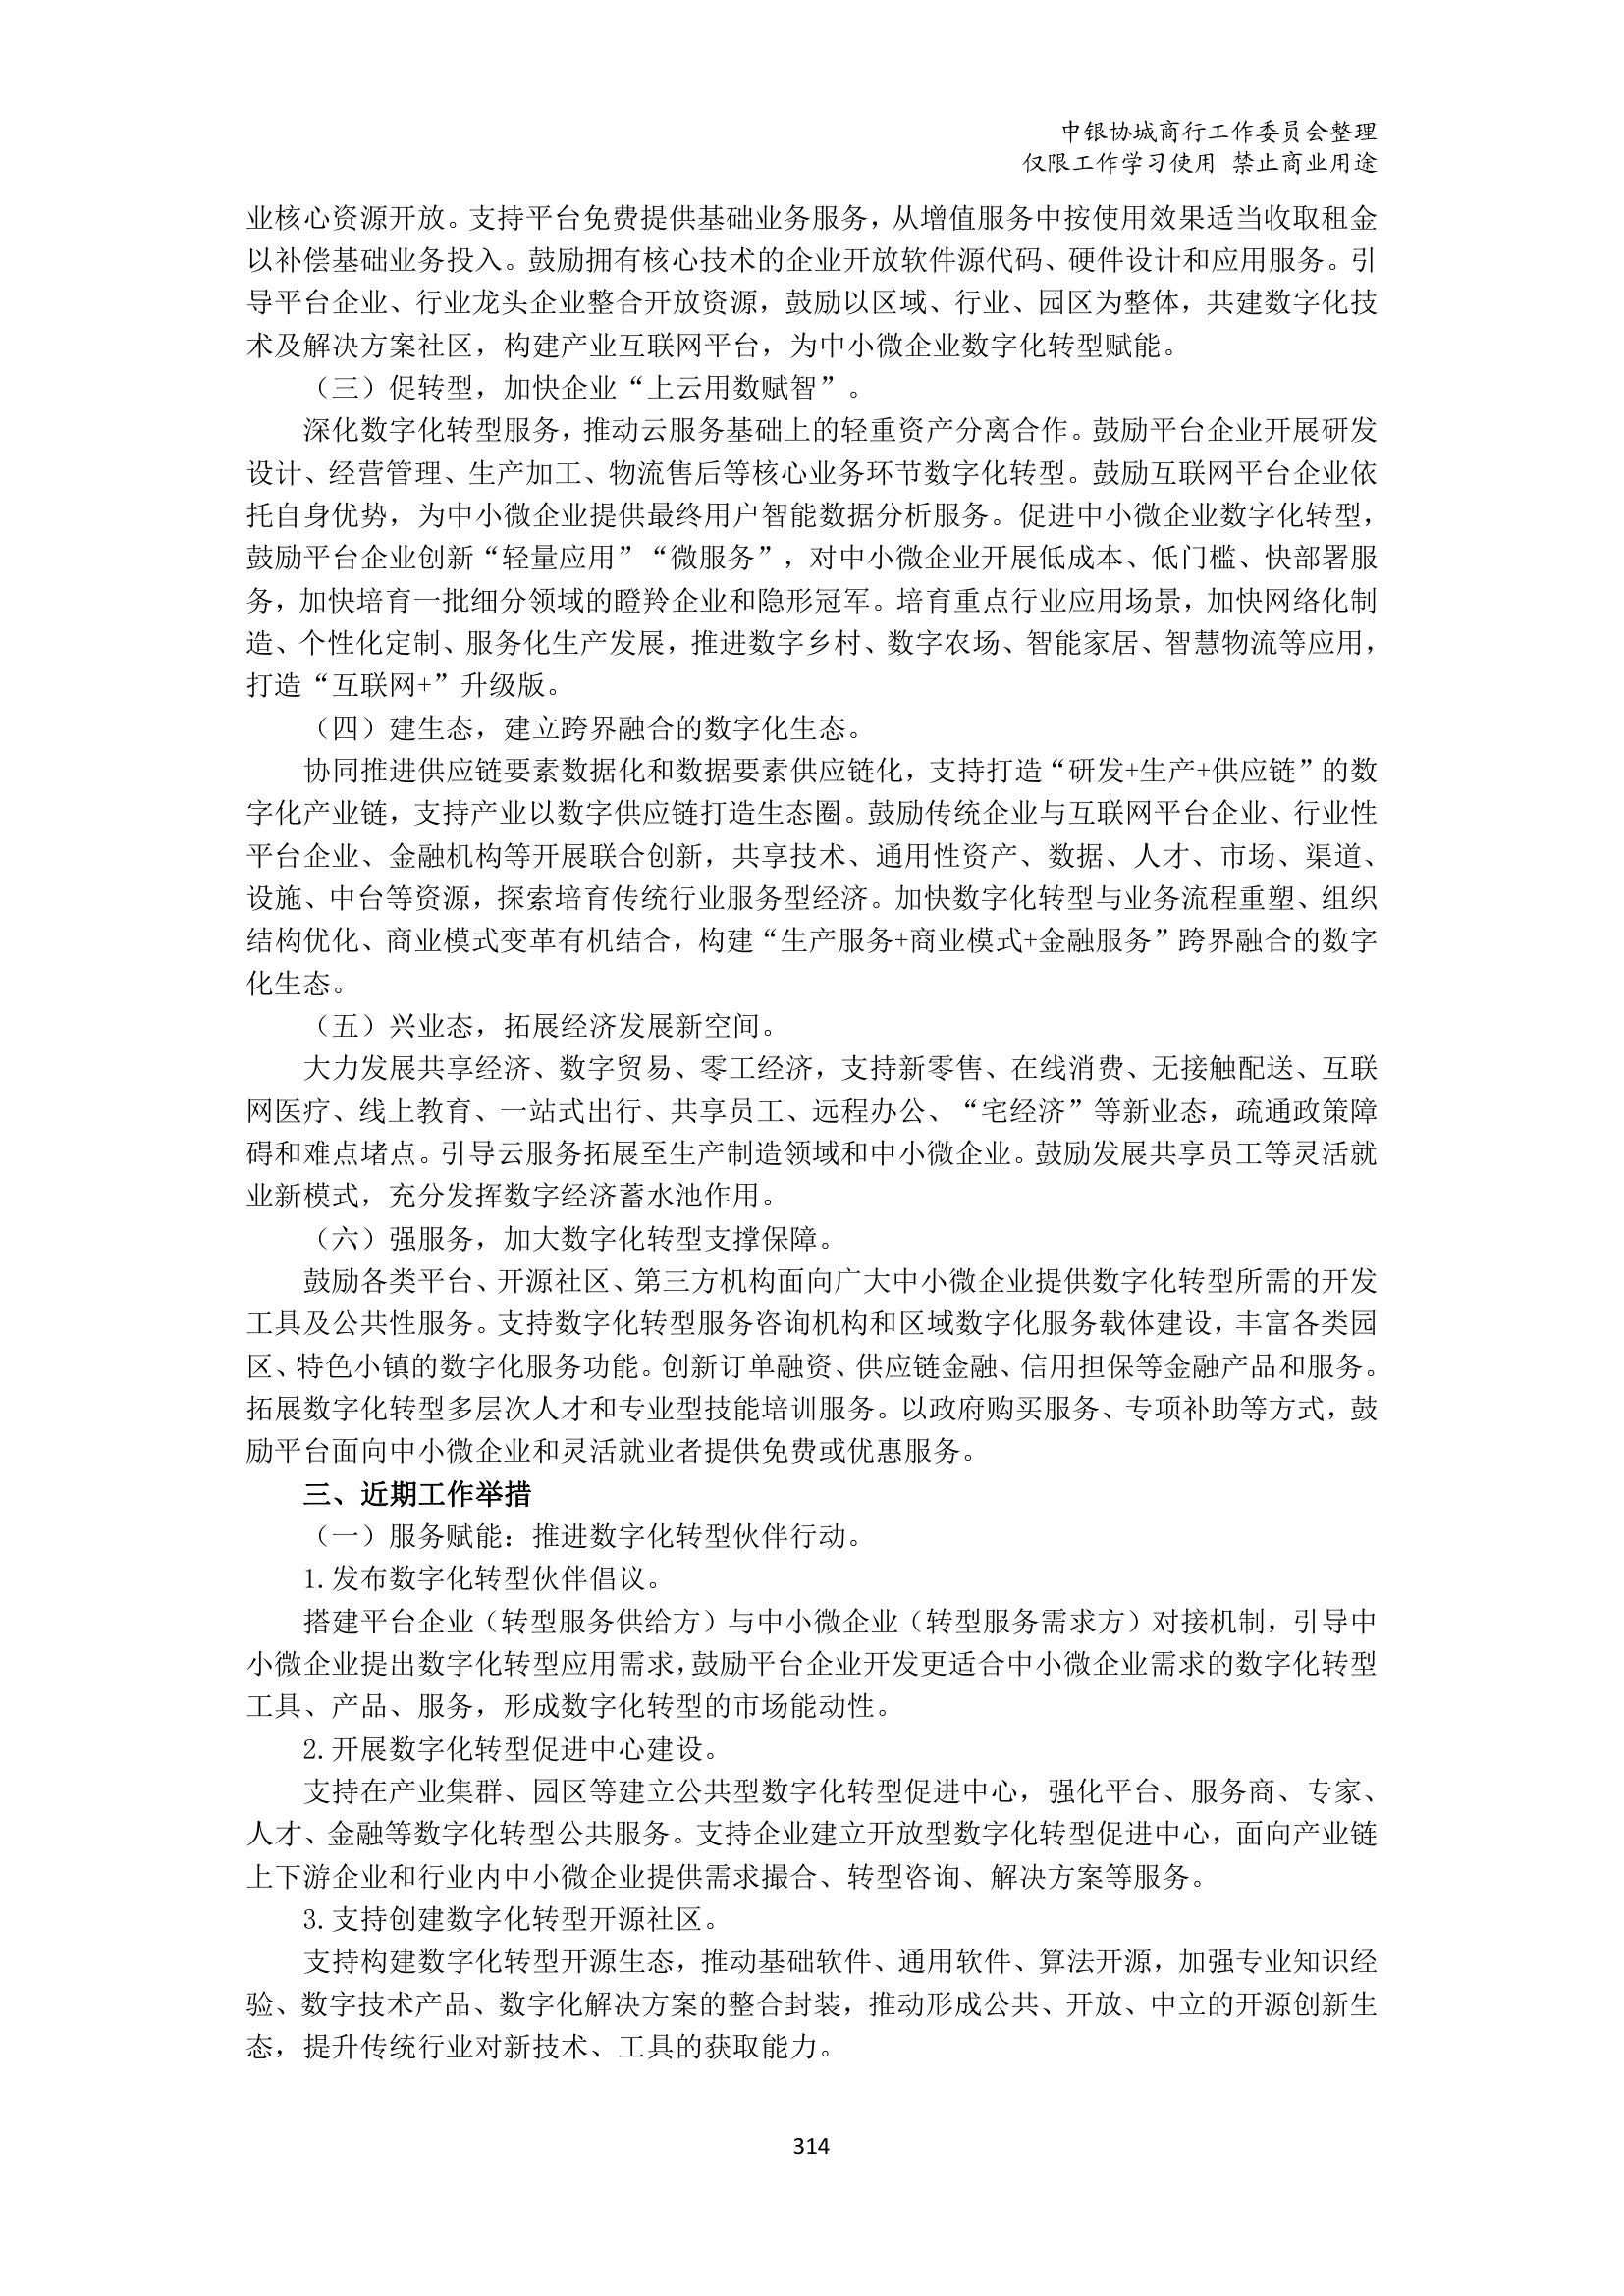 中银协城商行工作委员会整理
仅限工作学习使用 禁止商业用途
业核心资源开放。支持平台免费提供基础业务服务，从增值服务中按使用效果适当收取租金
以补偿基础业务投入。鼓励拥有核心技术的企业开放软件源代码、硬件设计和应用服务。引
导平台企业、行业龙头企业整合开放资源，鼓励以区域、行业、园区为整体，共建数字化技
术及解决方案社区，构建产业互联网平台，为中小微企业数字化转型赋能。
（三）促转型，加快企业“上云用数赋智”。
深化数字化转型服务，推动云服务基础上的轻重资产分离合作。鼓励平台企业开展研发
设计、经营管理、生产加工、物流售后等核心业务环节数字化转型。鼓励互联网平台企业依
托自身优势，为中小微企业提供最终用户智能数据分析服务。促进中小微企业数字化转型，
鼓励平台企业创新“轻量应用”“微服务”，对中小微企业开展低成本、低门槛、快部署服
务，加快培育一批细分领域的瞪羚企业和隐形冠军。培育重点行业应用场景，加快网络化制
造、个性化定制、服务化生产发展，推进数字乡村、数字农场、智能家居、智慧物流等应用，
打造“互联网+”升级版。
（四）建生态，建立跨界融合的数字化生态。
协同推进供应链要素数据化和数据要素供应链化，支持打造“研发+生产+供应链”的数
字化产业链，支持产业以数字供应链打造生态圈。鼓励传统企业与互联网平台企业、行业性
平台企业、金融机构等开展联合创新，共享技术、通用性资产、数据、人才、市场、渠道、
设施、中台等资源，探索培育传统行业服务型经济。加快数字化转型与业务流程重塑、组织
结构优化、商业模式变革有机结合，构建“生产服务+商业模式+金融服务”跨界融合的数字
化生态。
（五）兴业态，拓展经济发展新空间。
大力发展共享经济、数字贸易、零工经济，支持新零售、在线消费、无接触配送、互联
网医疗、线上教育、一站式出行、共享员工、远程办公、“宅经济”等新业态，疏通政策障
碍和难点堵点。引导云服务拓展至生产制造领域和中小微企业。鼓励发展共享员工等灵活就
业新模式，充分发挥数字经济蓄水池作用。
（六）强服务，加大数字化转型支撑保障。
鼓励各类平台、开源社区、第三方机构面向广大中小微企业提供数字化转型所需的开发
工具及公共性服务。支持数字化转型服务咨询机构和区域数字化服务载体建设，丰富各类园
区、特色小镇的数字化服务功能。创新订单融资、供应链金融、信用担保等金融产品和服务。
拓展数字化转型多层次人才和专业型技能培训服务。以政府购买服务、专项补助等方式，鼓
励平台面向中小微企业和灵活就业者提供免费或优惠服务。
三、近期工作举措
（一）服务赋能：推进数字化转型伙伴行动。
1.发布数字化转型伙伴倡议。
搭建平台企业（转型服务供给方）与中小微企业（转型服务需求方）对接机制，引导中
小微企业提出数字化转型应用需求，鼓励平台企业开发更适合中小微企业需求的数字化转型
工具、产品、服务，形成数字化转型的市场能动性。
2.开展数字化转型促进中心建设。
支持在产业集群、园区等建立公共型数字化转型促进中心，强化平台、服务商、专家、
人才、金融等数字化转型公共服务。支持企业建立开放型数字化转型促进中心，面向产业链
上下游企业和行业内中小微企业提供需求撮合、转型咨询、解决方案等服务。
3.支持创建数字化转型开源社区。
支持构建数字化转型开源生态，推动基础软件、通用软件、算法开源，加强专业知识经
验、数字技术产品、数字化解决方案的整合封装，推动形成公共、开放、中立的开源创新生
态，提升传统行业对新技术、工具的获取能力。
314